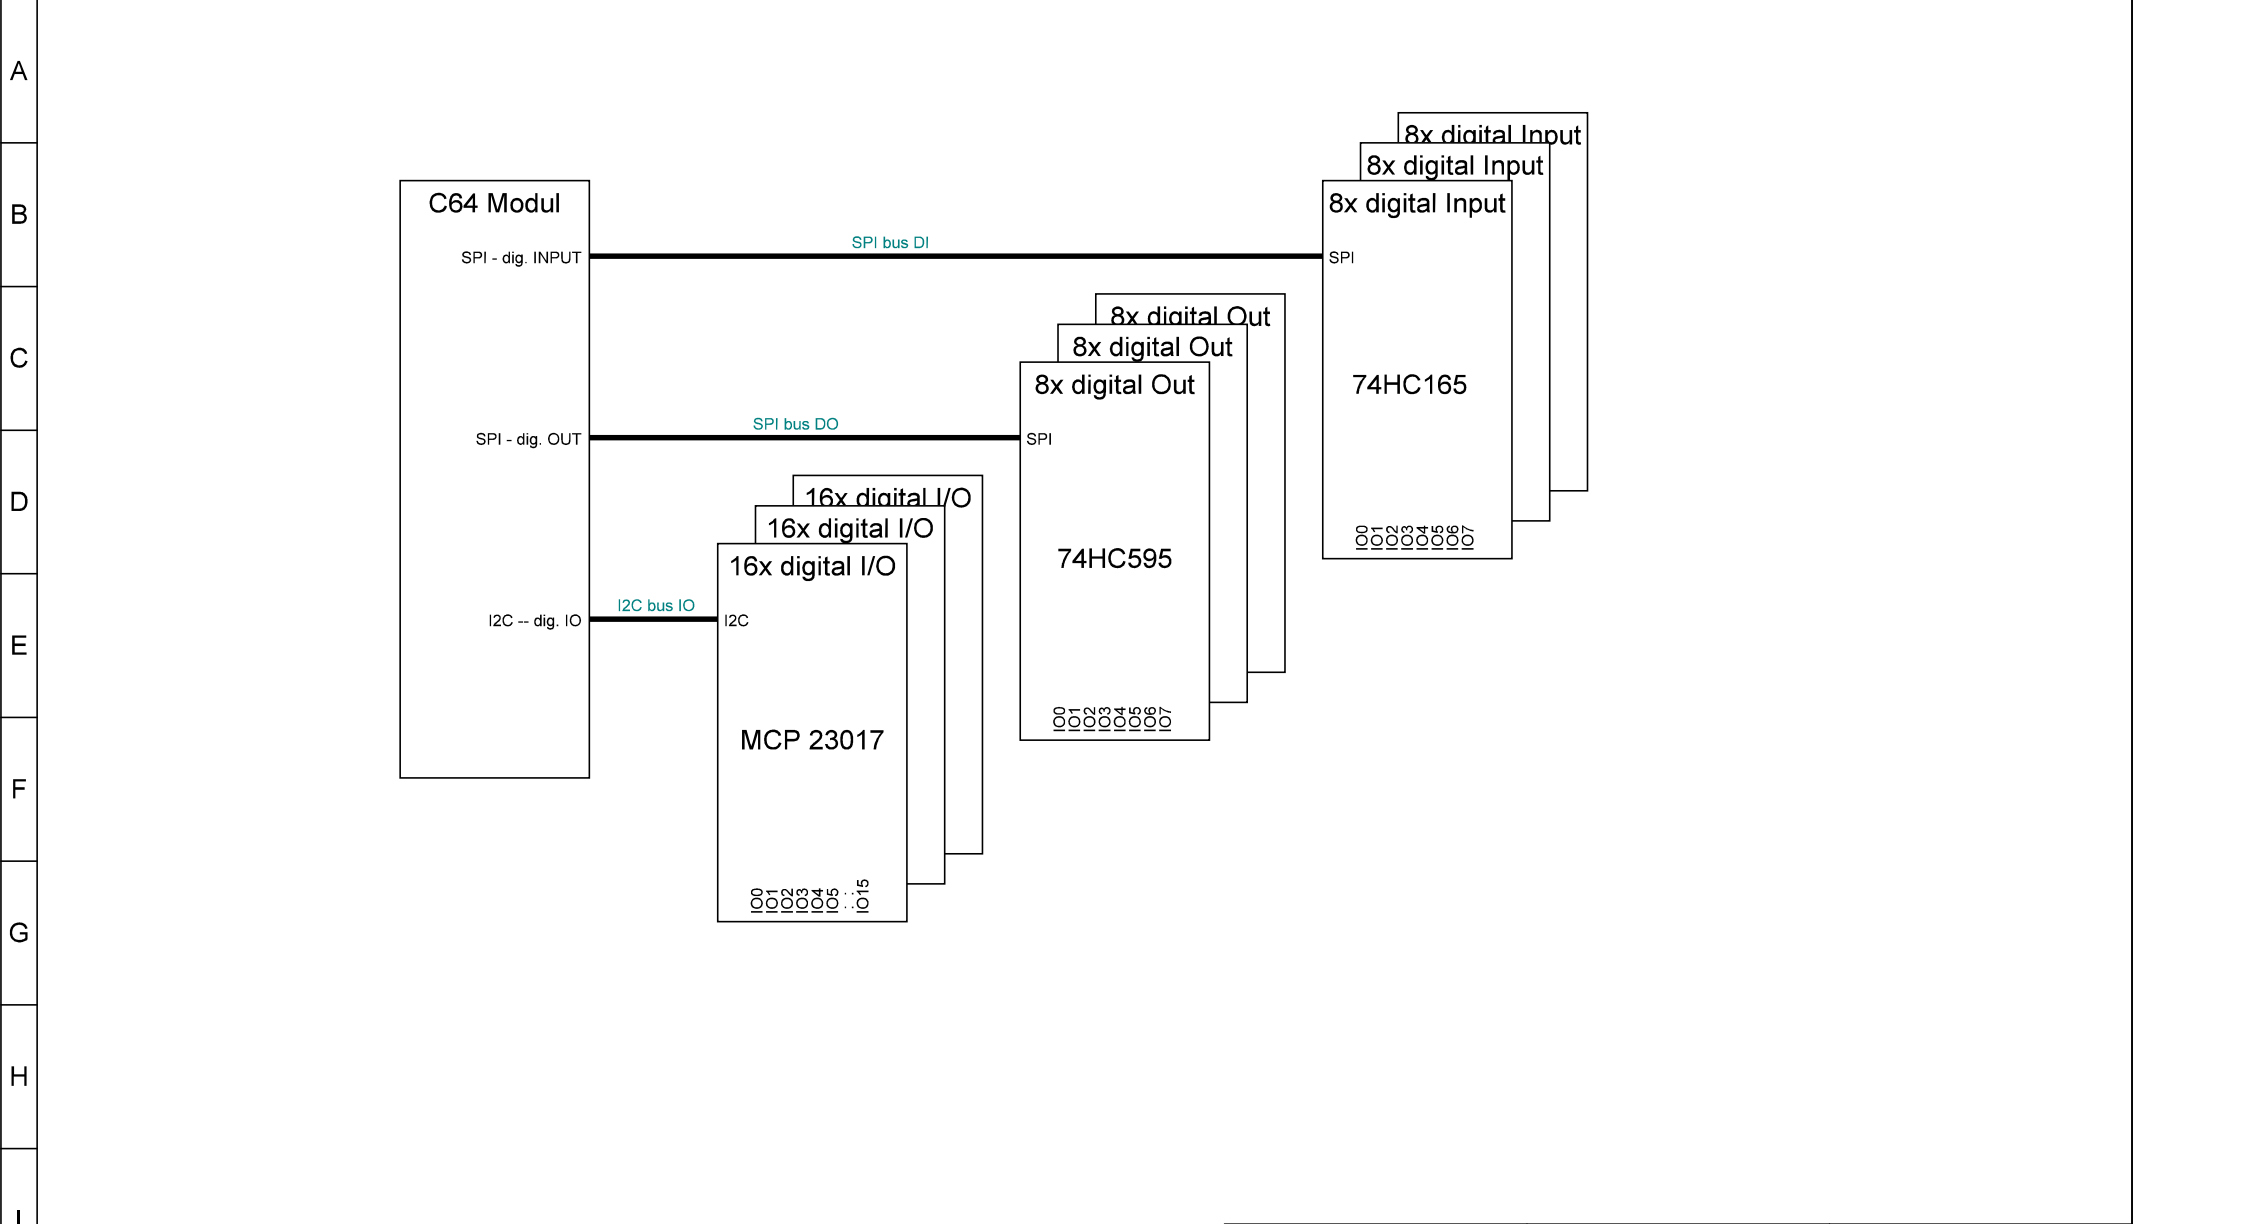 A
B
C
D
E
F
G
H
I
C64 Modul
SPI - dig. INPUT
SPI - dig. OUT
I2C -- dig. IO
SPI bus DI
SPI bus DO
I2C bus IO
8x digital Input
8x digital Input
8x digital Input
SPI
74HC165
IO0
IO1
IO2
IO3
IO4
IO5
IO6
IO7
8x digital Out
8x digital Out
8x digital Out
SPI
74HC595
IO0
IO1
IO2
IO3
IO4
IO5
IO6
IO7
16x digital I/O
16x digital I/O
16x digital I/O
I2C
MCP 23017
IO0
IO1
IO2
IO3
IO4
IO5
. .
. .
IO15